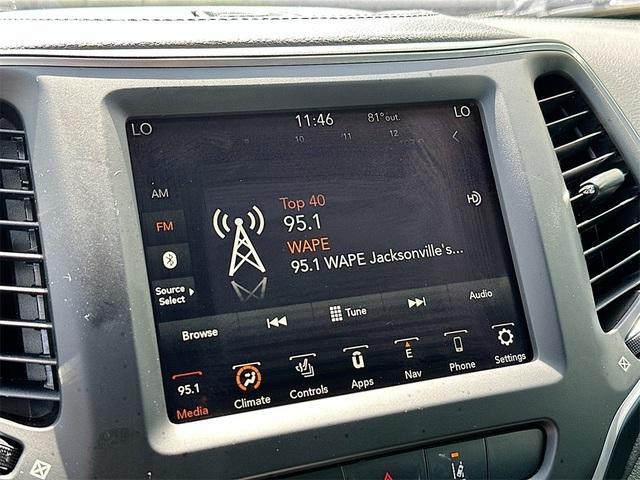 LO 11:46 81°out. LO
10 11 12
AM
FM
Source
Select
Top 40
95.1
WAPE
95.1 WAPE Jacksonville's...
HD
Browse Tune Audio
95.1 E
Media Climate Controls Apps Nav Phone Settings